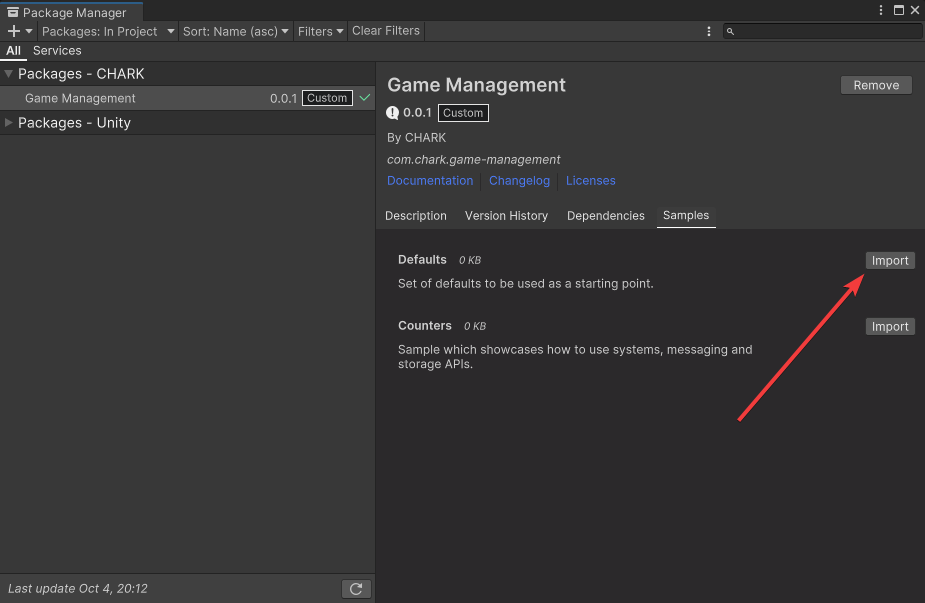 Package Manager
Packages: In Project Sort: Name (asc) Filters Clear Filters
All Services
Packages - CHARK
Game Management 0.0.1 Custom
Packages - Unity
Last update Oct 4, 20:12
Game Management Remove
0.0.1 Custom
By CHARK
com.chark.game-management
Documentation Changelog Licenses
Description Version History Dependencies Samples
Defaults 0 KB Import
Set of defaults to be used as a starting point.
Counters 0 KB Import
Sample which showcases how to use systems, messaging and
storage APIs.